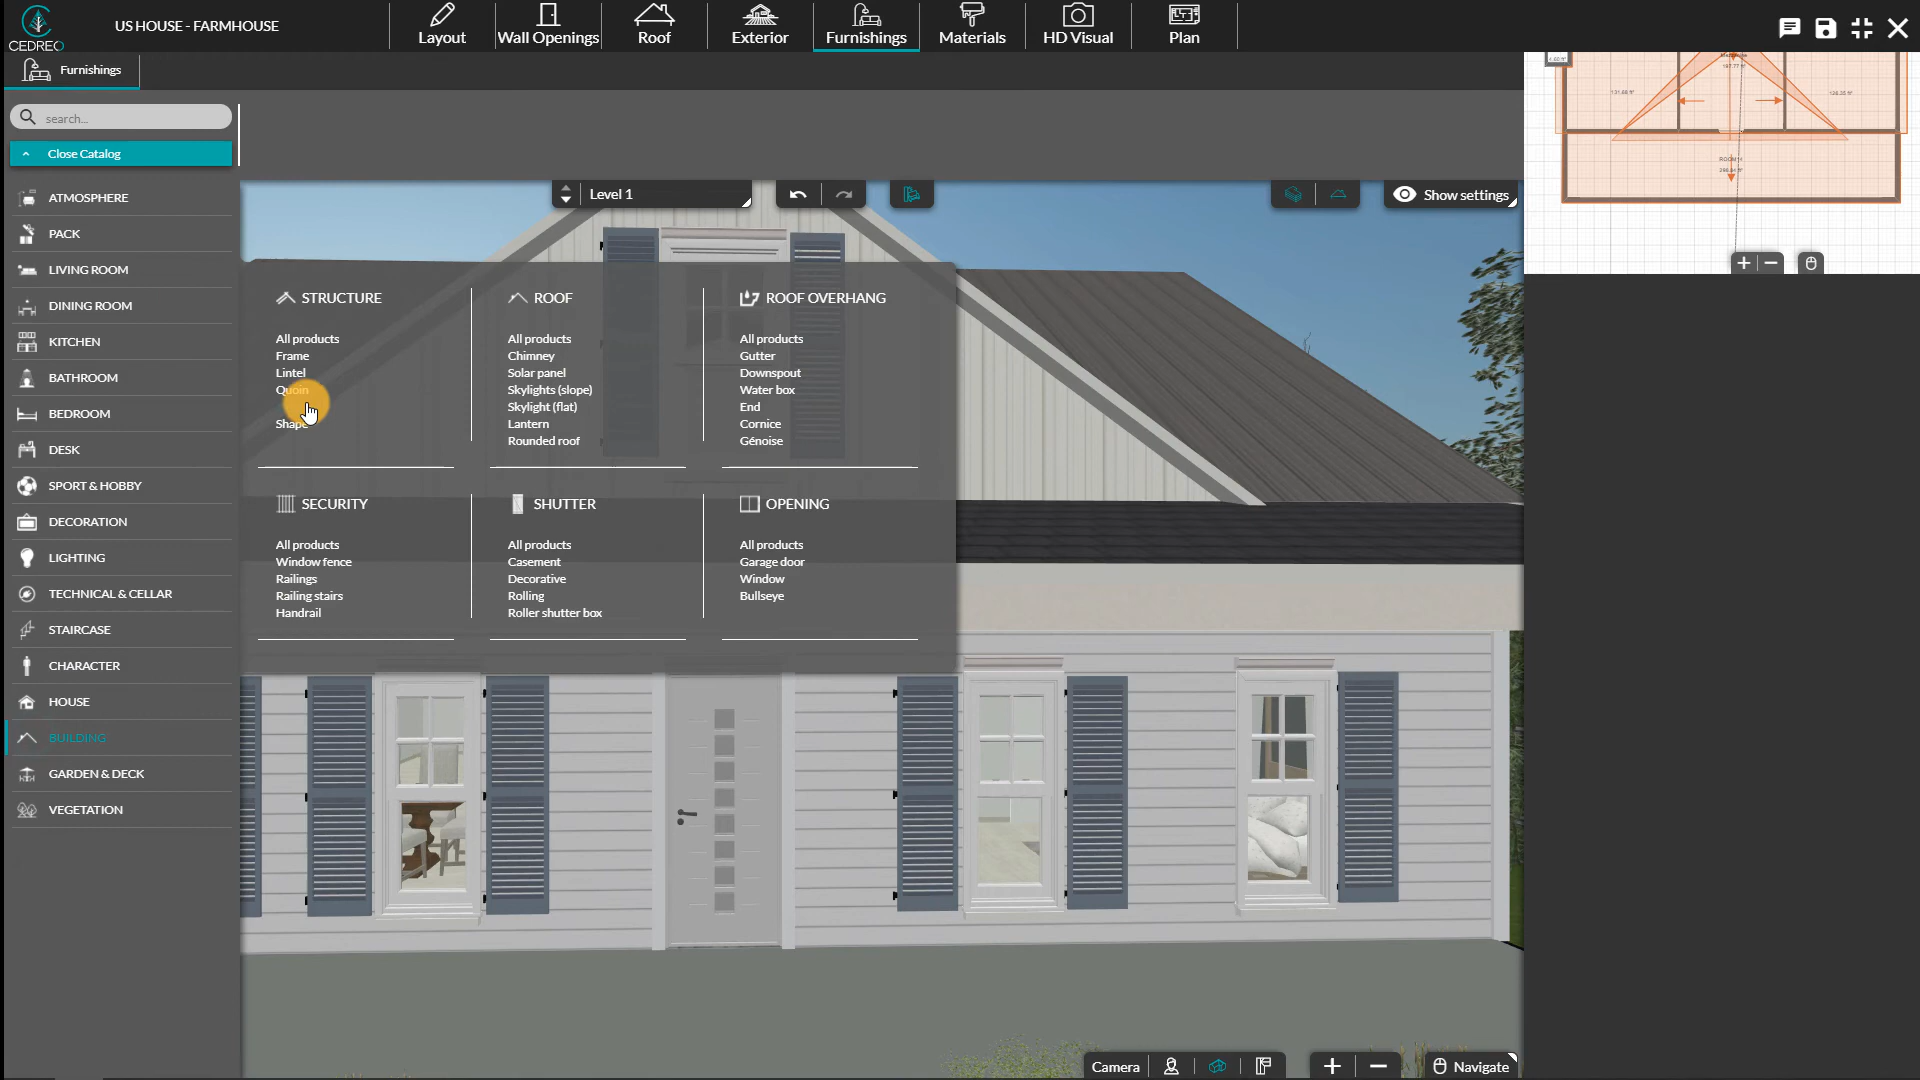 CEDREO
US HOUSE - FARMHOUSE
Layout
Wall Openings
Roof
Exterior
Furnishings
Materials
HD Visual
Plan
Furnishings
search...
Close Catalog
ATMOSPHERE
PACK
LIVING ROOM
DINING ROOM
KITCHEN
BATHROOM
BEDROOM
DESK
SPORT & HOBBY
DECORATION
LIGHTING
TECHNICAL & CELLAR
STAIRCASE
CHARACTER
HOUSE
BUILDING
GARDEN & DECK
VEGETATION
Level 1
Show settings
STRUCTURE
All products
Frame
Lintel
Quoin
Shape
ROOF
All products
Chimney
Solar panel
Skylights (slope)
Skylight (flat)
Lantern
Rounded roof
ROOF OVERHANG
All products
Gutter
Downspout
Water box
End
Cornice
Génoise
SECURITY
All products
Window fence
Railings
Railing stairs
Handrail
SHUTTER
All products
Casement
Decorative
Rolling
Roller shutter box
OPENING
All products
Garage door
Window
Bullseye
Camera
Navigate